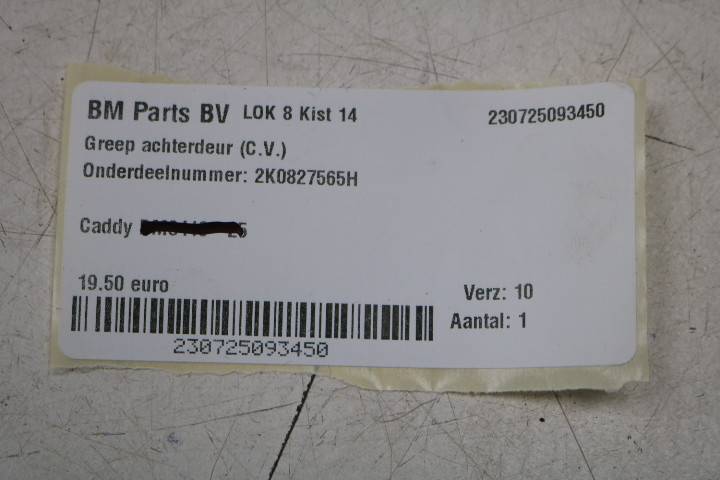 BM Parts BV LOK 8 Kist 14 230725093450
Greep achterdeur (C.V.)
Onderdeelnummer: 2K0827565H
Caddy
19.50 euro Verz: 10
Aantal: 1
230725093450